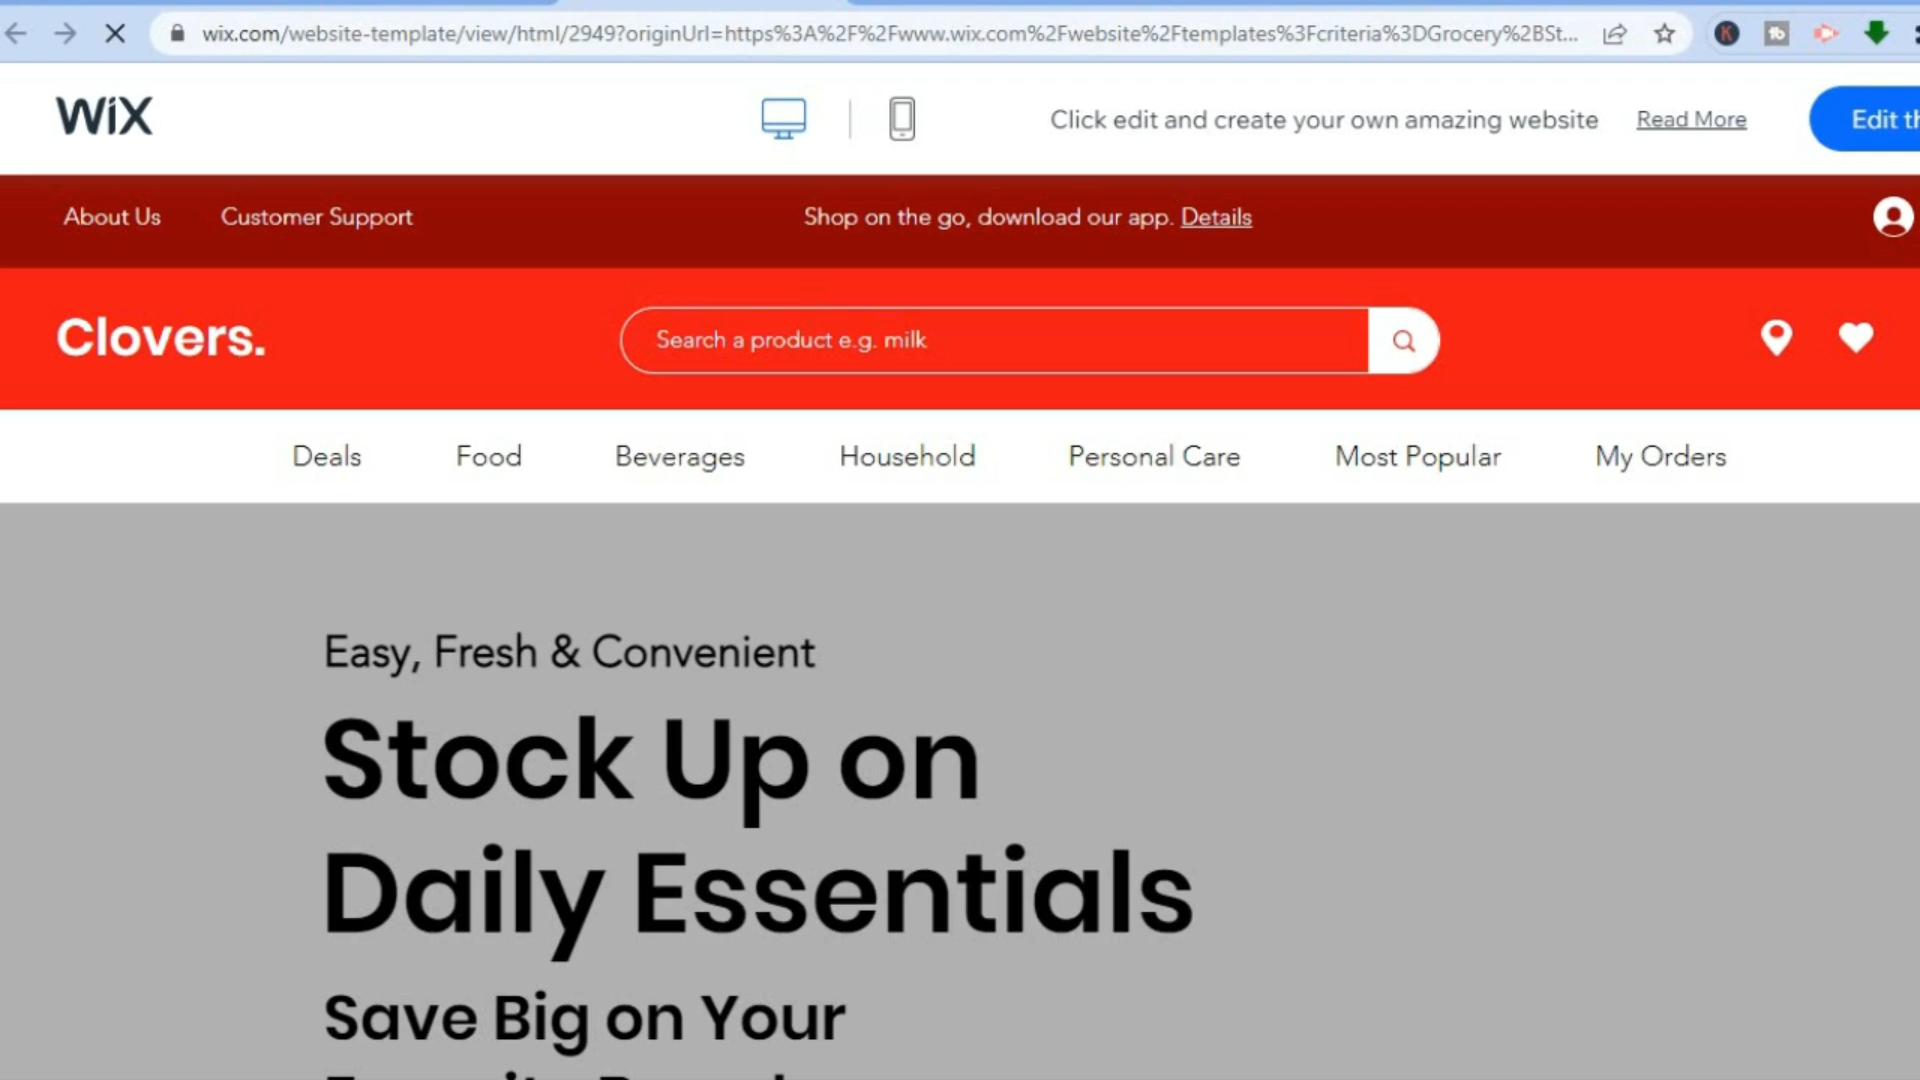 wix.com/website-template/view/html/2949?originUrl=https%3A%2F%2Fwww.wix.com%2Fwebsite%2Ftemplates%3Fcriteria%3DGrocery%2BSt...
K
tb
WiX
Click edit and create your own amazing website Read More
Edit th
About Us Customer Support Shop on the go, download our app. Details
Clovers.
Search a product e.g. milk
Deals Food Beverages Household Personal Care Most Popular My Orders
Easy, Fresh & Convenient
Stock Up on
Daily Essentials
Save Big on Your